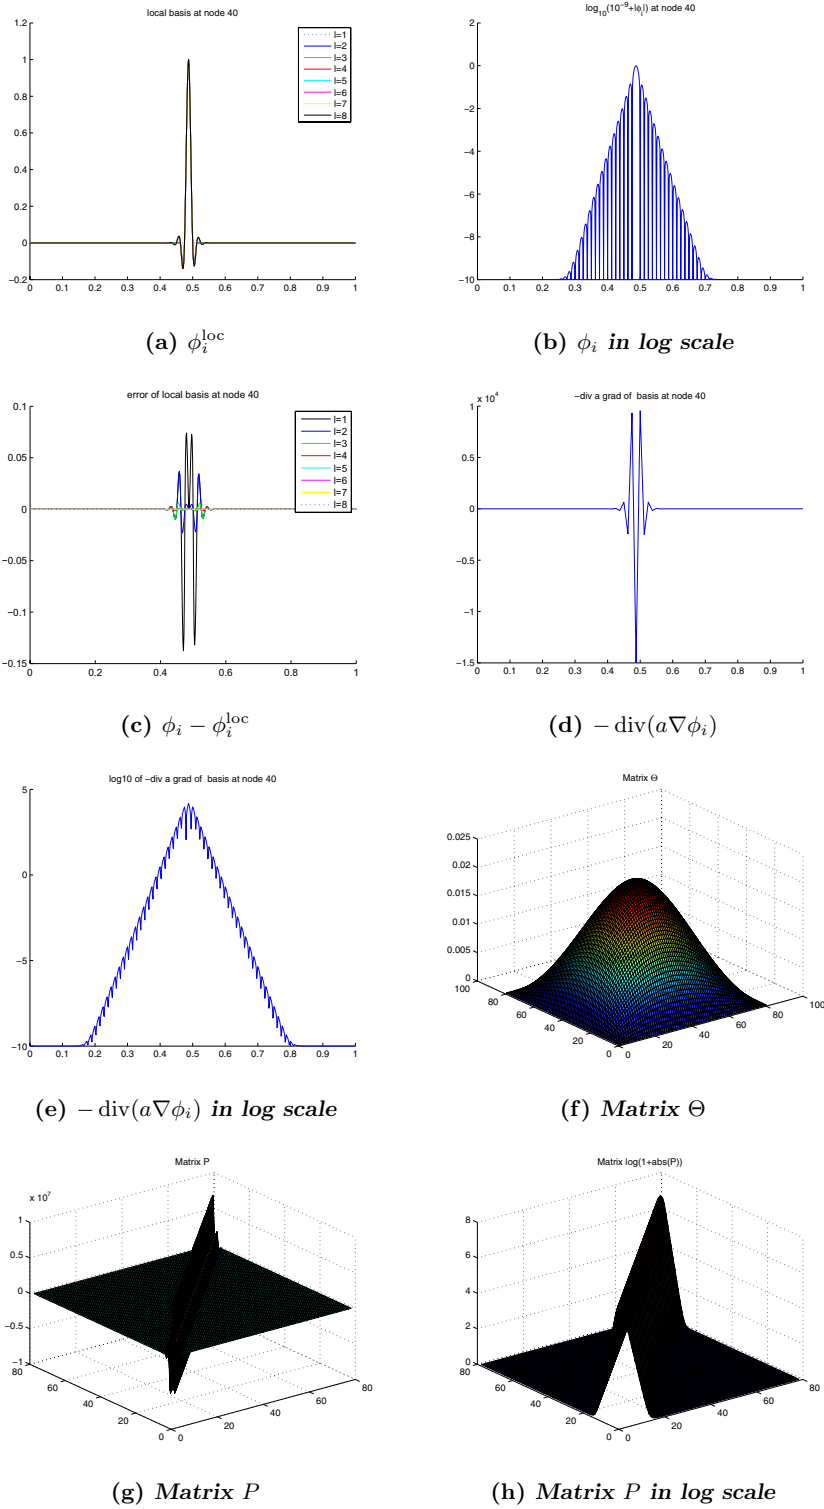 local basis at node 40
1.2
1
0.8
0.6
0.4
0.2
0
−0.2
0 0.1 0.2 0.3 0.4 0.5 0.6 0.7 0.8 0.9 1
l=1
l=2
l=3
l=4
l=5
l=6
l=7
l=8
(a) ϕ_i^loc
log₁₀(10⁻⁹+|ϕ_i|) at node 40
2
0
−2
−4
−6
−8
−10
0 0.1 0.2 0.3 0.4 0.5 0.6 0.7 0.8 0.9 1
(b) ϕ_i in log scale
error of local basis at node 40
0.1
0.05
0
−0.05
−0.1
−0.15
0 0.2 0.4 0.6 0.8 1
l=1
l=2
l=3
l=4
l=5
l=6
l=7
l=8
(c) ϕ_i − ϕ_i^loc
−div a grad of basis at node 40
x 10⁴
1
0.5
0
−0.5
−1
−1.5
0 0.1 0.2 0.3 0.4 0.5 0.6 0.7 0.8 0.9 1
(d) − div(a∇ϕ_i)
log10 of −div a grad of basis at node 40
5
0
−5
−10
0 0.1 0.2 0.3 0.4 0.5 0.6 0.7 0.8 0.9 1
(e) − div(a∇ϕ_i) in log scale
Matrix Θ
0.025
0.02
0.015
0.01
0.005
0
100
80
60
40
20
0
0
20
40
60
80
100
(f) Matrix Θ
Matrix P
x 10⁷
1
0.5
0
−0.5
−1
80
60
40
20
0
0
20
40
60
80
(g) Matrix P
Matrix log(1+abs(P))
8
6
4
2
0
80
60
40
20
0
0
20
40
60
80
(h) Matrix P in log scale